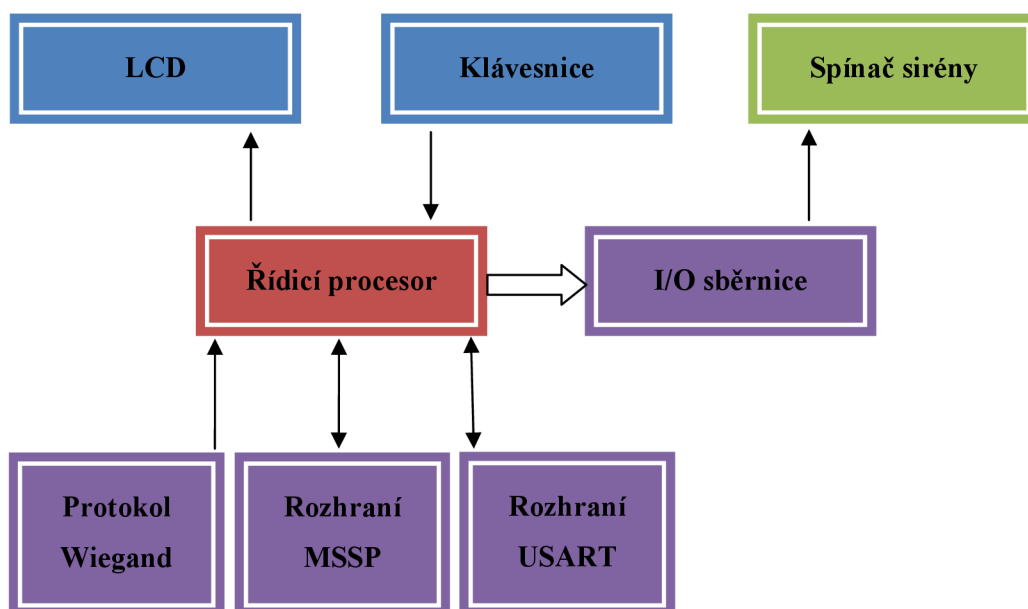 LCD
Klávesnice
Spínač sirény
Řídicí procesor
I/O sběrnice
Protokol
Wiegand
Rozhraní
MSSP
Rozhraní
USART